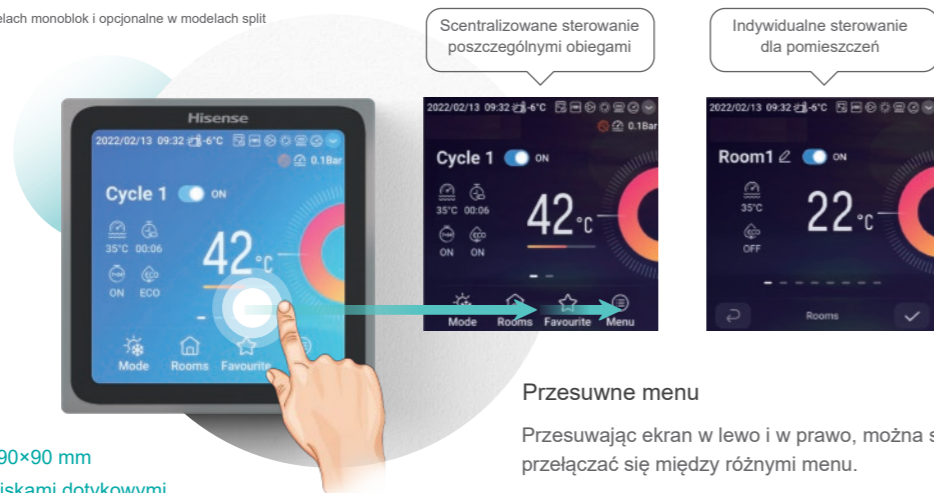 modelach monoblok i opcjonalne w modelach split
Scentralizowane sterowanie
poszczególnymi obiegami
Indywidualne sterowanie
dla pomieszczeń
Hisense
2022/02/13 09:32 -6°C
0.1Bar
Cycle 1 ON
35°C 00:06
42°C
ON ECO
Mode Rooms Favourite
2022/02/13 09:32 -6°C
0.1Bar
Cycle 1 ON
35°C 00:06
42°C
ON ON
Mode Rooms Favourite Menu
2022/02/13 09:32 -6°C
Room1 ON
35°C
22°C
OFF
Rooms
Przesuwne menu
Przesuwając ekran w lewo i w prawo, można
przełączać się między różnymi menu.
90×90 mm
dotykowymi